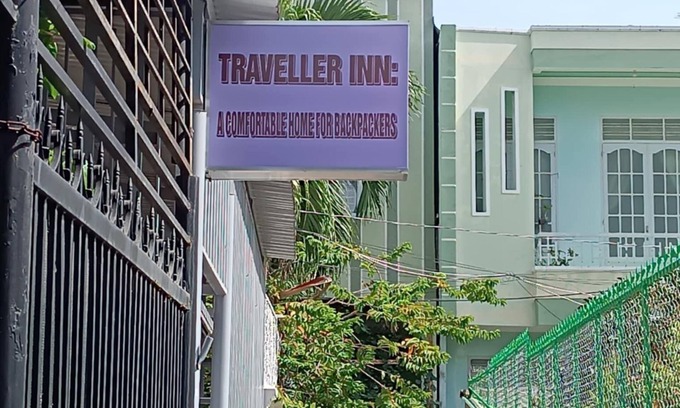 TRAVELLER INN:
A COMFORTABLE HOME FOR BACKPACKERS